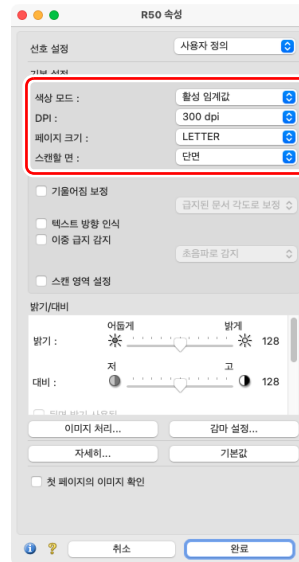 R50 속성
선호 설정
사용자 정의
기본 설정
색상 모드 :
활성 임계값
DPI :
300 dpi
페이지 크기 :
LETTER
스캔할 면 :
단면
기울어짐 보정
급지된 문서 각도로 보정
텍스트 방향 인식
이중 급지 감지
초음파로 감지
스캔 영역 설정
밝기/대비
어둡게
밝게
밝기 :
128
저
고
대비 :
128
이미지 처리...
감마 설정...
자세히...
기본값
첫 페이지의 이미지 확인
취소
완료